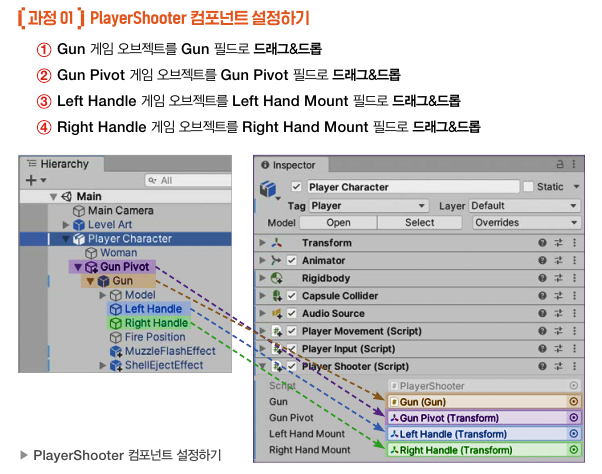 [과정 01] PlayerShooter 컴포넌트 설정하기
① Gun 게임 오브젝트를 Gun 필드로 드래그&드롭
② Gun Pivot 게임 오브젝트를 Gun Pivot 필드로 드래그&드롭
③ Left Handle 게임 오브젝트를 Left Hand Mount 필드로 드래그&드롭
④ Right Handle 게임 오브젝트를 Right Hand Mount 필드로 드래그&드롭
Hierarchy
All
Main
Main Camera
Level Art
Player Character
Woman
Gun Pivot
Gun
Model
Left Handle
Right Handle
Fire Position
MuzzleFlashEffect
ShellEjectEffect
Inspector
Player Character Static
Tag Player Layer Default
Model Open Select Overrides
Transform
Animator
Rigidbody
Capsule Collider
Audio Source
Player Movement (Script)
Player Input (Script)
Player Shooter (Script)
Script PlayerShooter
Gun Gun (Gun)
Gun Pivot Gun Pivot (Transform)
Left Hand Mount Left Handle (Transform)
Right Hand Mount Right Handle (Transform)
▶ PlayerShooter 컴포넌트 설정하기